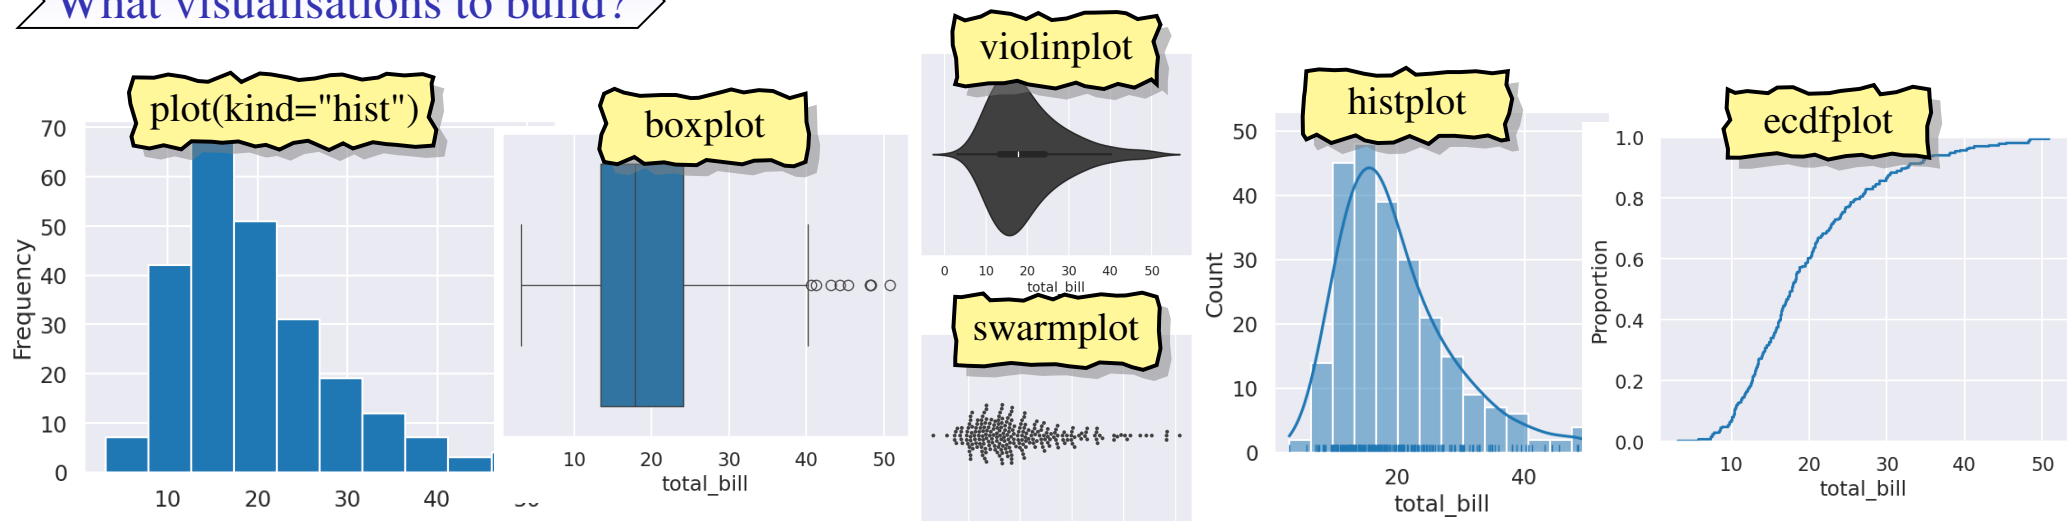 What visualisations to build?
plot(kind="hist")
70
60
50
40
30
20
10
0
Frequency
10 20 30 40
boxplot
10 20 30 40 50
total_bill
violinplot
0 10 20 30 40 50
total_bill
swarmplot
histplot
50
40
30
20
10
0
Count
20 40
total_bill
ecdfplot
1.0
0.8
0.6
0.4
0.2
0.0
Proportion
10 20 30 40 50
total_bill